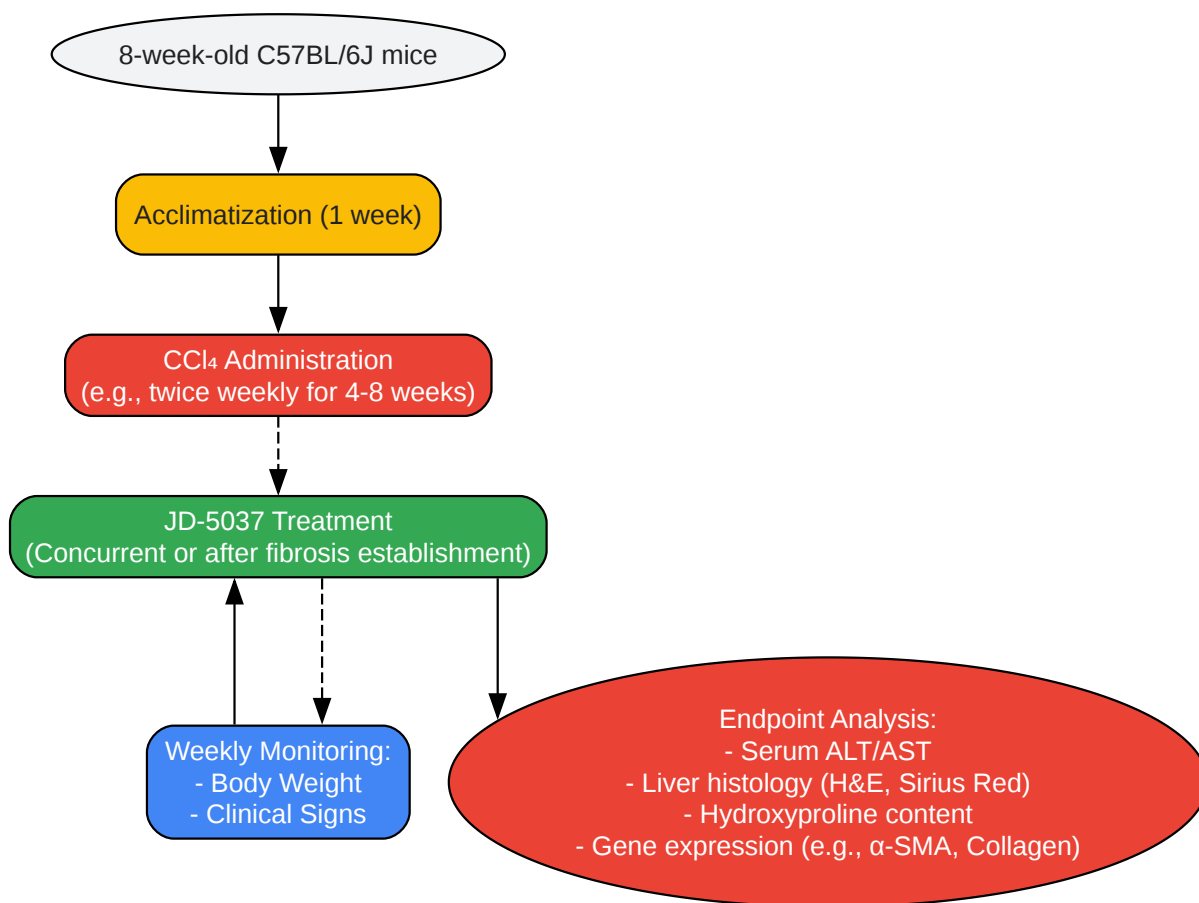 8-week-old C57BL/6J mice
Acclimatization (1 week)
CCl₄ Administration
(e.g., twice weekly for 4-8 weeks)
JD-5037 Treatment
(Concurrent or after fibrosis establishment)
Weekly Monitoring:
- Body Weight
- Clinical Signs
Endpoint Analysis:
- Serum ALT/AST
- Liver histology (H&E, Sirius Red)
- Hydroxyproline content
- Gene expression (e.g., α-SMA, Collagen)